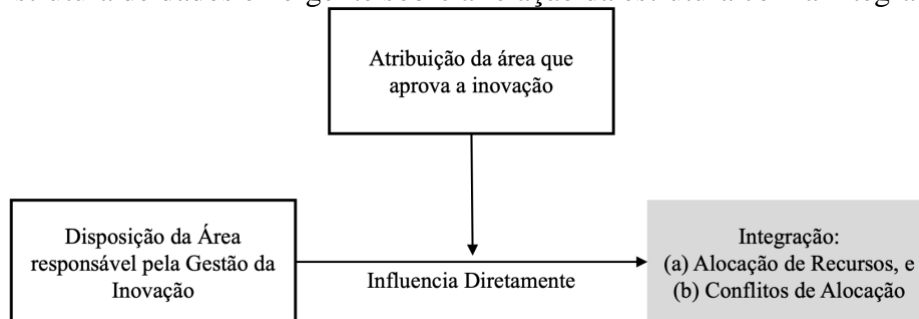 Atribuição da área que
aprova a inovação
Disposição da Área
responsável pela Gestão da
Inovação
Influencia Diretamente
Integração:
(a) Alocação de Recursos, e
(b) Conflitos de Alocação